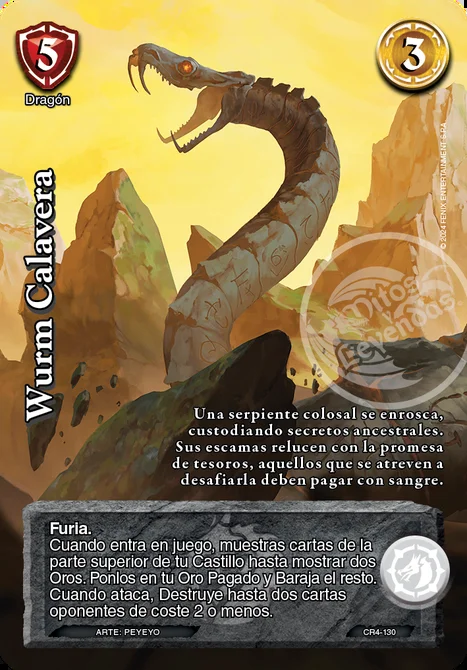 5
Dragón
3
© 2024 FENIX ENTERTAINMENT S.P.A
Wurm Calavera
Mitos y
Leyendas
Una serpiente colosal se enrosca,
custodiando secretos ancestrales.
Sus escamas relucen con la promesa
de tesoros, aquellos que se atreven a
desafiarla deben pagar con sangre.
Furia.
Cuando entra en juego, muestras cartas de la
parte superior de tu Castillo hasta mostrar dos
Oros. Ponlos en tu Oro Pagado y Baraja el resto.
Cuando ataca, Destruye hasta dos cartas
oponentes de coste 2 o menos.
ARTE: PEYEYO
CR4-130